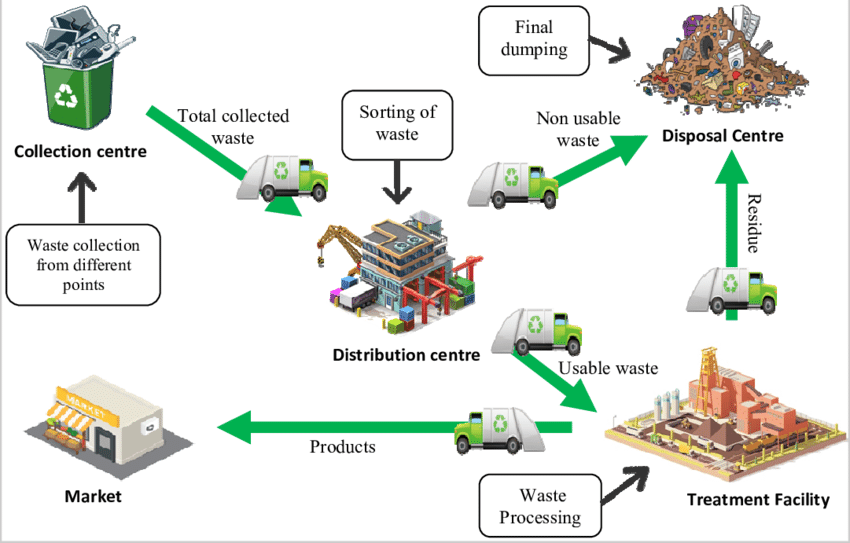 Final
dumping
Total collected
waste
Sorting of
waste
Non usable
waste
Collection centre
Disposal Centre
Waste collection
from different
points
Residue
Distribution centre
Usable waste
MARKET
Products
Market
Waste
Processing
Treatment Facility